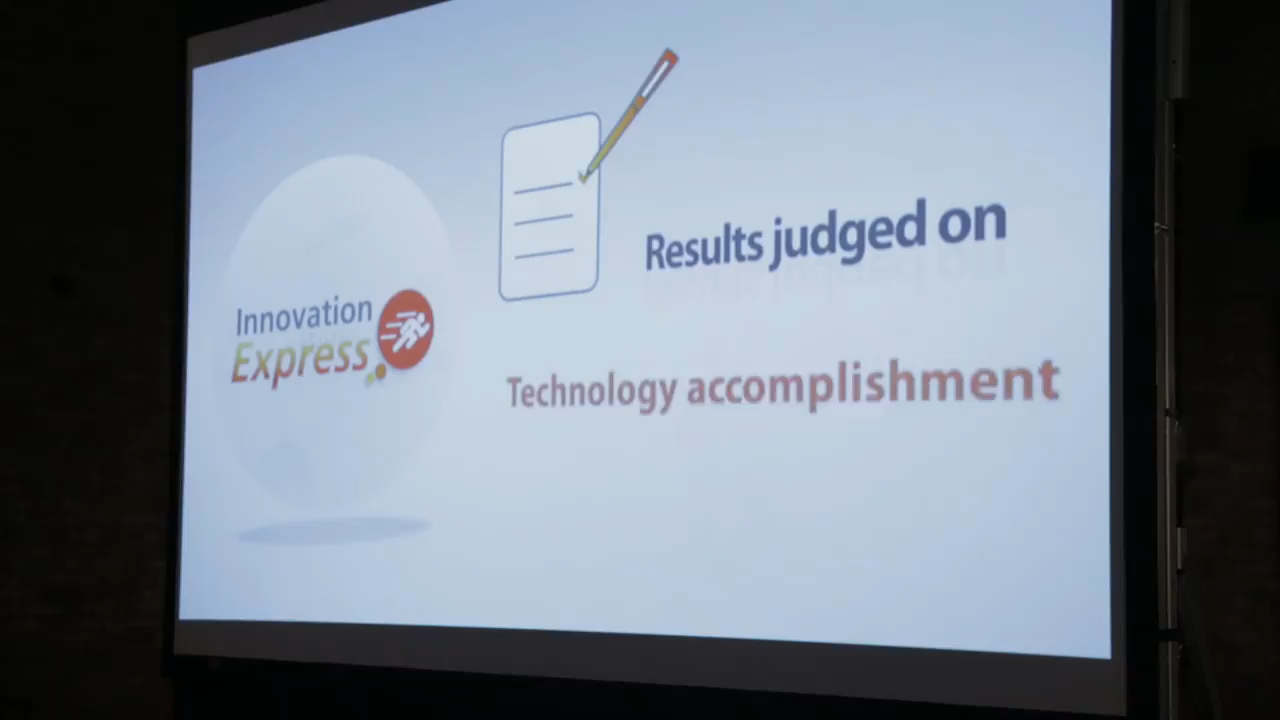 Innovation
Express
Results judged on
Technology accomplishment